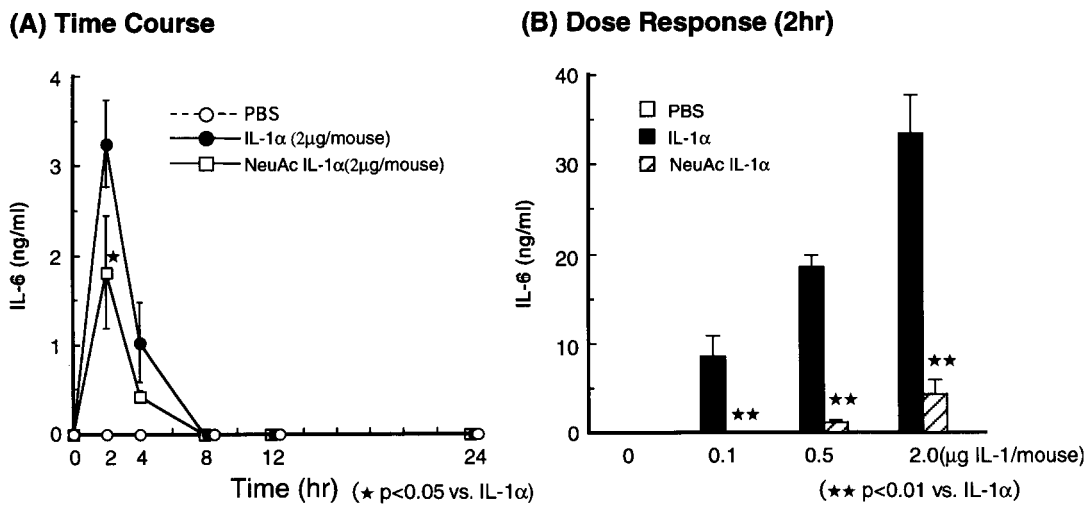 (A) Time Course
IL-6 (ng/ml)
4
3
2
1
0
--○-- PBS
IL-1α (2μg/mouse)
NeuAc IL-1α(2μg/mouse)
★
0 2 4 8 12 24
Time (hr) (★ p<0.05 vs. IL-1α)
(B) Dose Response (2hr)
IL-6 (ng/ml)
40
30
20
10
0
PBS
IL-1α
NeuAc IL-1α
★★
★★
★★
0 0.1 0.5 2.0(μg IL-1/mouse)
(★★ p<0.01 vs. IL-1α)